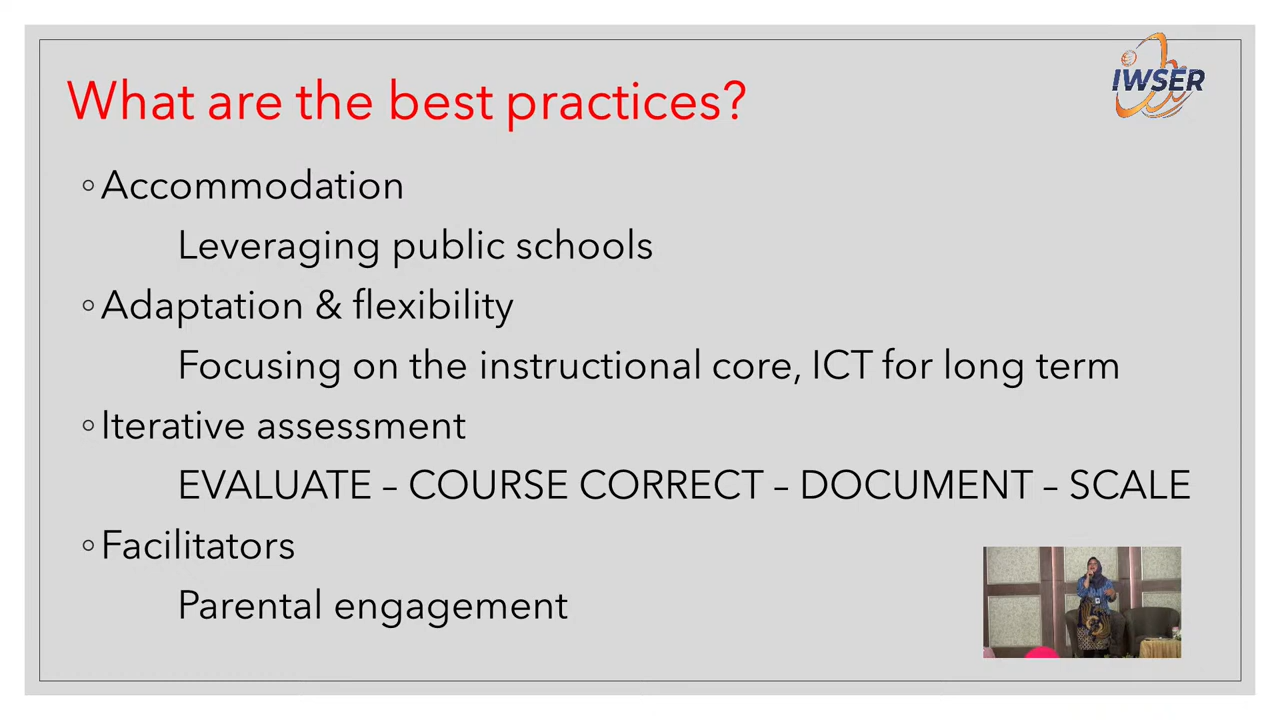 What are the best practices?
IWSER
◦Accommodation
Leveraging public schools
◦Adaptation & flexibility
Focusing on the instructional core, ICT for long term
◦Iterative assessment
EVALUATE – COURSE CORRECT – DOCUMENT – SCALE
◦Facilitators
Parental engagement